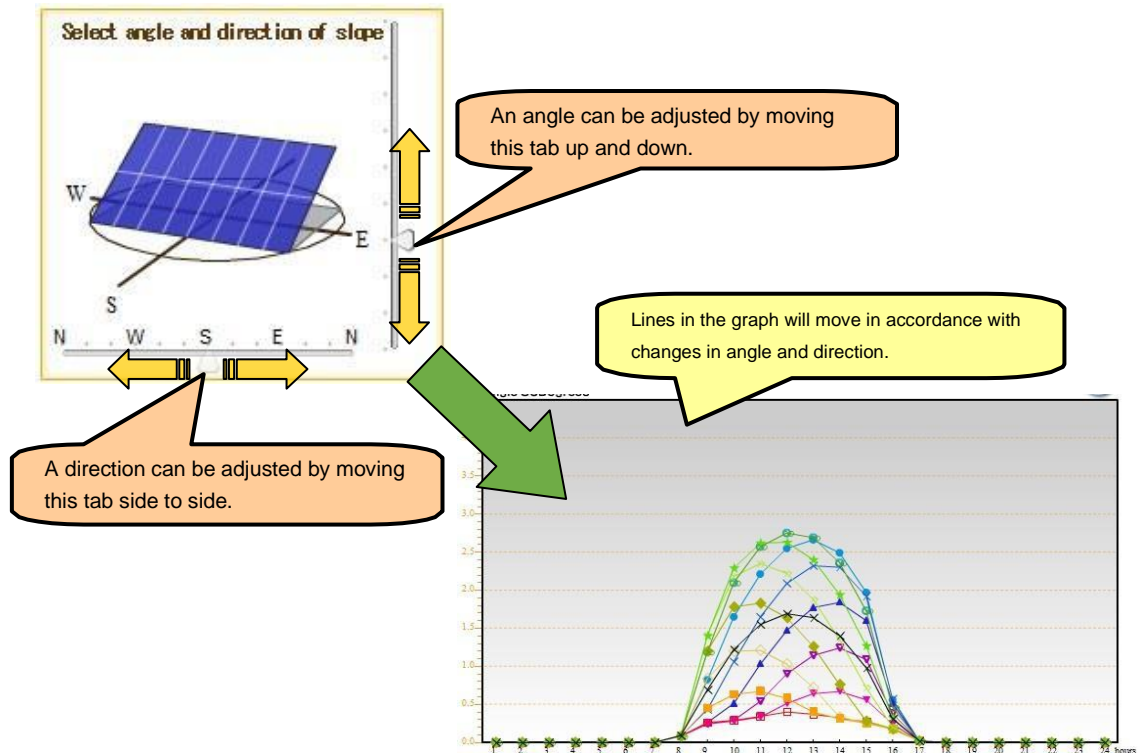 Select angle and direction of slope
An angle can be adjusted by moving
this tab up and down.
W
E
S
N . . W . . S . . E . . N
Lines in the graph will move in accordance with
changes in angle and direction.
A direction can be adjusted by moving
this tab side to side.
3.5
3.0
2.5
2.0
1.5
1.0
0.5
0.0
1 2 3 4 5 6 7 8 9 10 11 12 13 14 15 16 17 18 19 20 21 22 23 24 hours